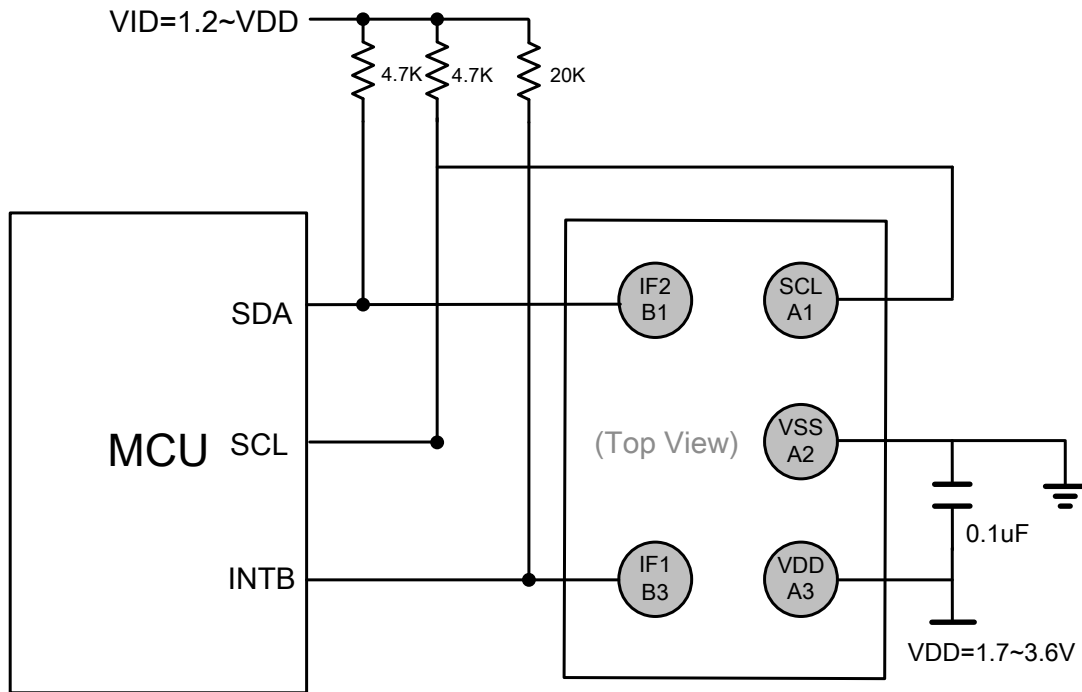 VID=1.2~VDD
4.7K
4.7K
20K
MCU
SDA
SCL
INTB
IF2
B1
SCL
A1
(Top View)
VSS
A2
IF1
B3
VDD
A3
0.1uF
VDD=1.7~3.6V